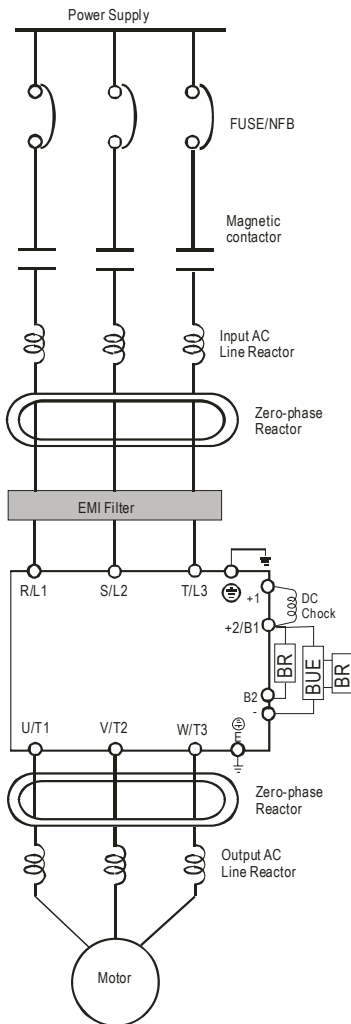 Power Supply
FUSE/NFB
Magnetic
contactor
Input AC
Line Reactor
Zero-phase
Reactor
EMI Filter
R/L1
S/L2
T/L3
+1
DC
Chock
+2/B1
BR
BUE
BR
B2
-
U/T1
V/T2
W/T3
E
Zero-phase
Reactor
Output AC
Line Reactor
Motor